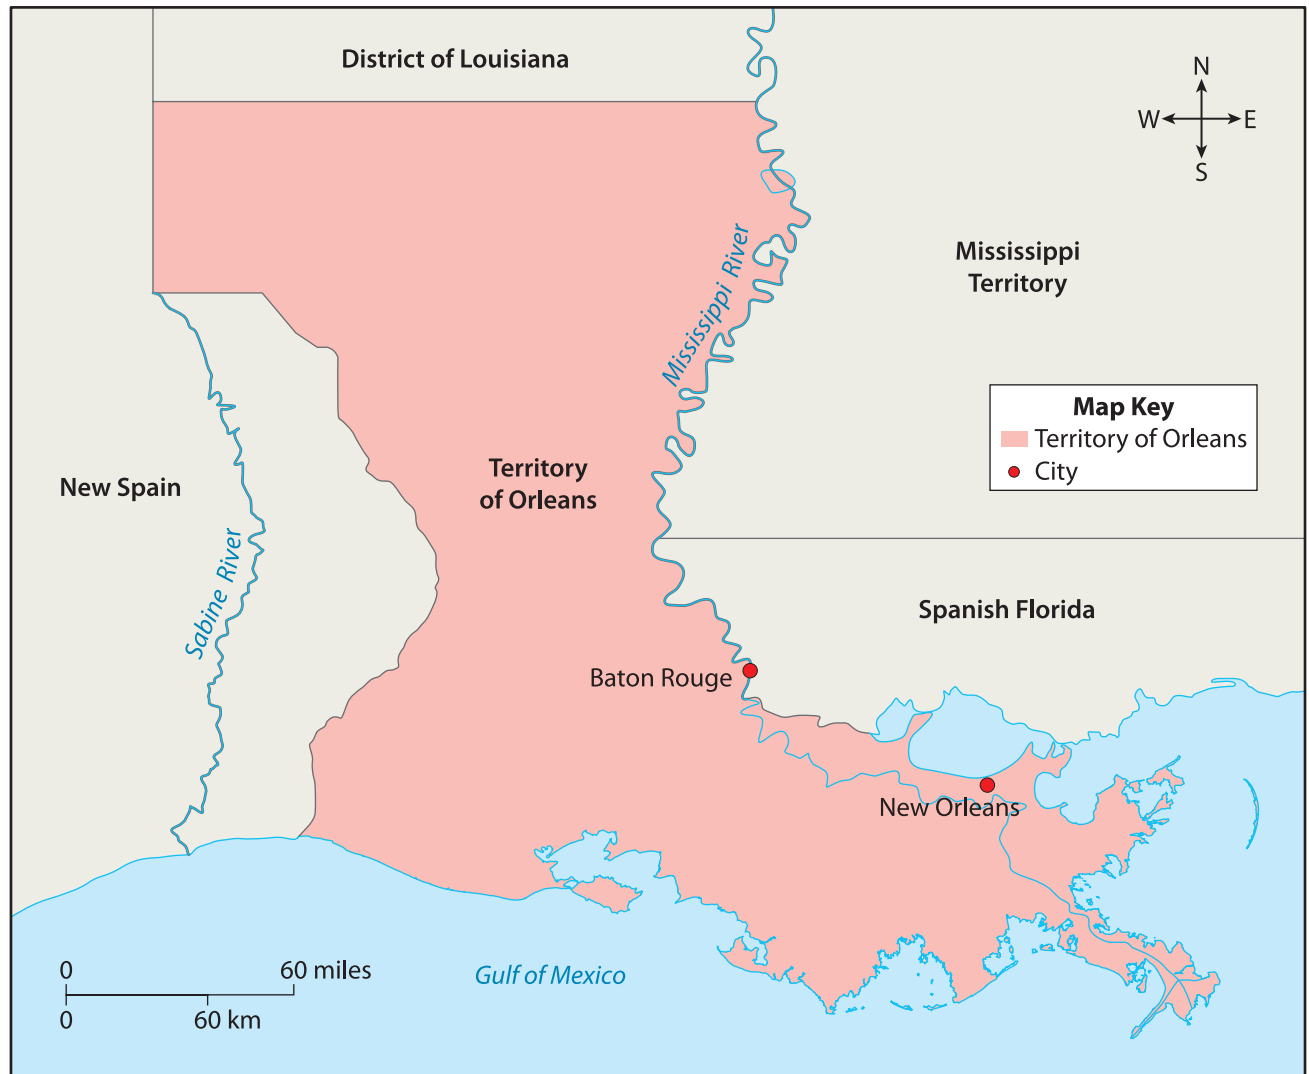 District of Louisiana
N
W
E
S
Mississippi River
Mississippi
Territory
Map Key
Territory of Orleans
City
New Spain
Territory
of Orleans
Sabine River
Spanish Florida
Baton Rouge
New Orleans
Gulf of Mexico
0
60 miles
0
60 km